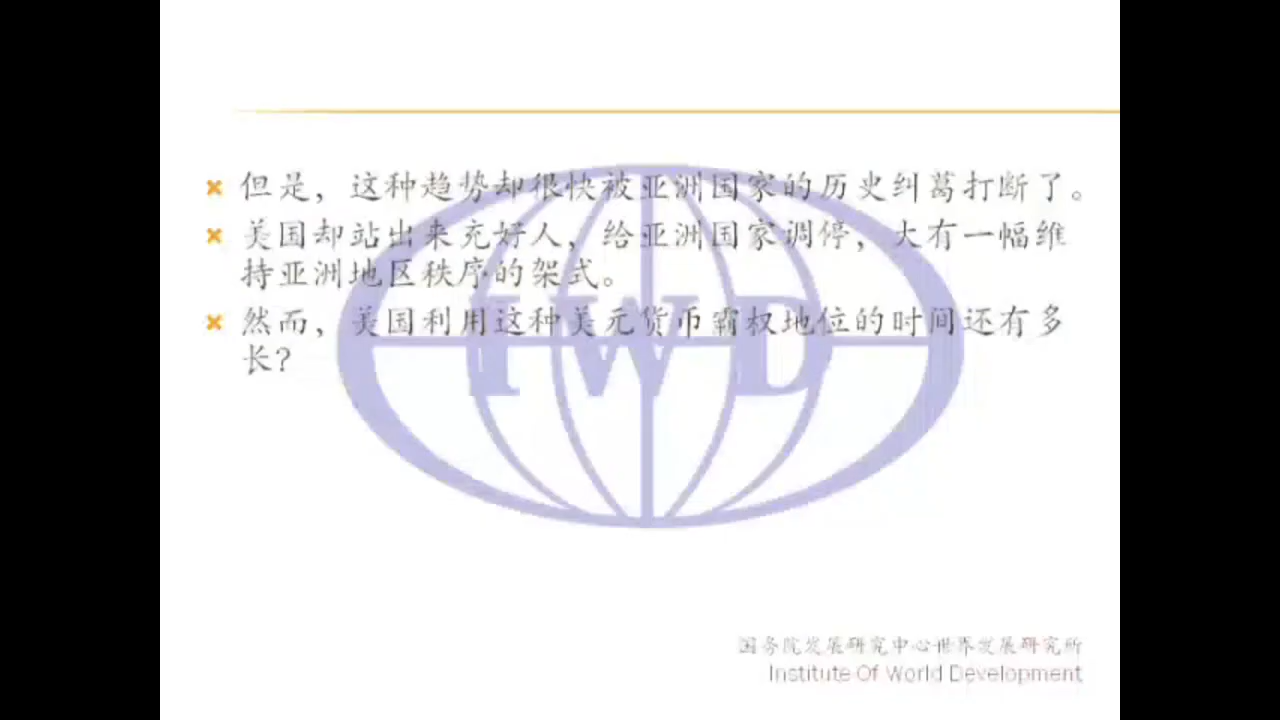 但是，这种趋势却很快被亚洲国家的历史纠葛打断了。
美国却站出来充好人，给亚洲国家调停，大有一幅维
持亚洲地区秩序的架式。
然而，美国利用这种美元货币霸权地位的时间还有多
长？
IWD
国务院发展研究中心世界发展研究所
Institute Of World Development